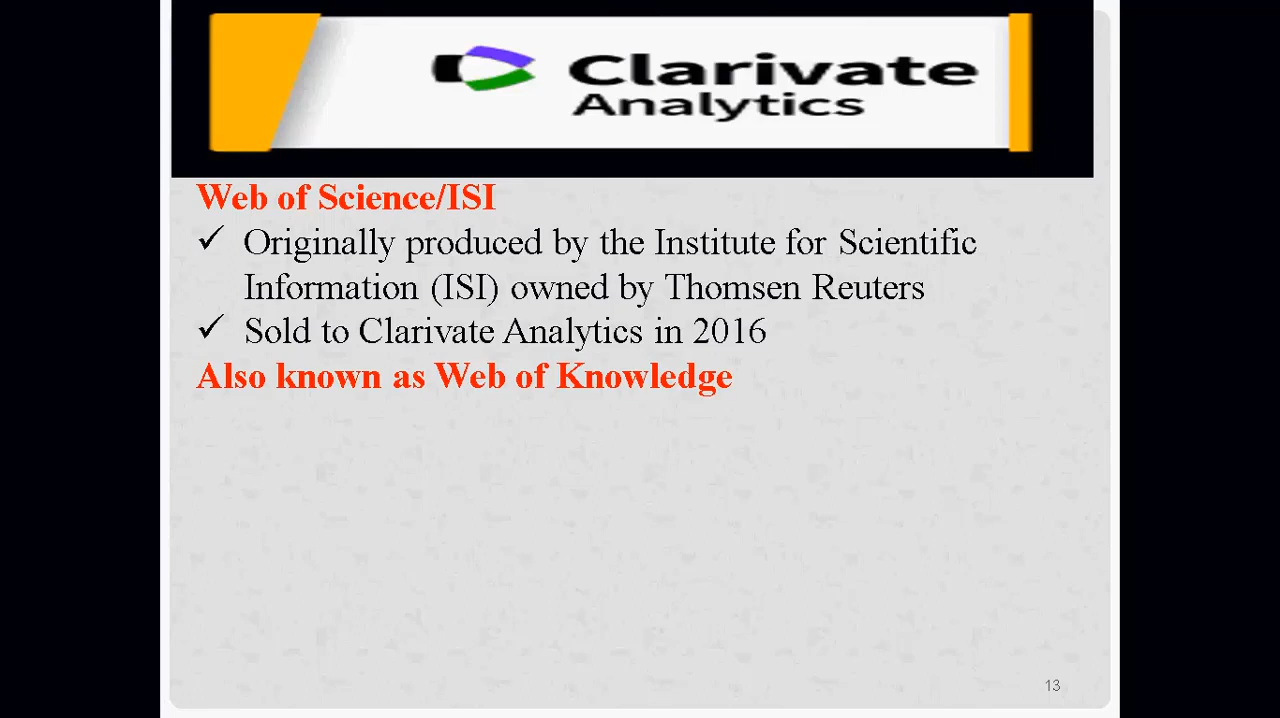 Clarivate
Analytics
Web of Science/ISI
✓ Originally produced by the Institute for Scientific
Information (ISI) owned by Thomsen Reuters
✓ Sold to Clarivate Analytics in 2016
Also known as Web of Knowledge
13